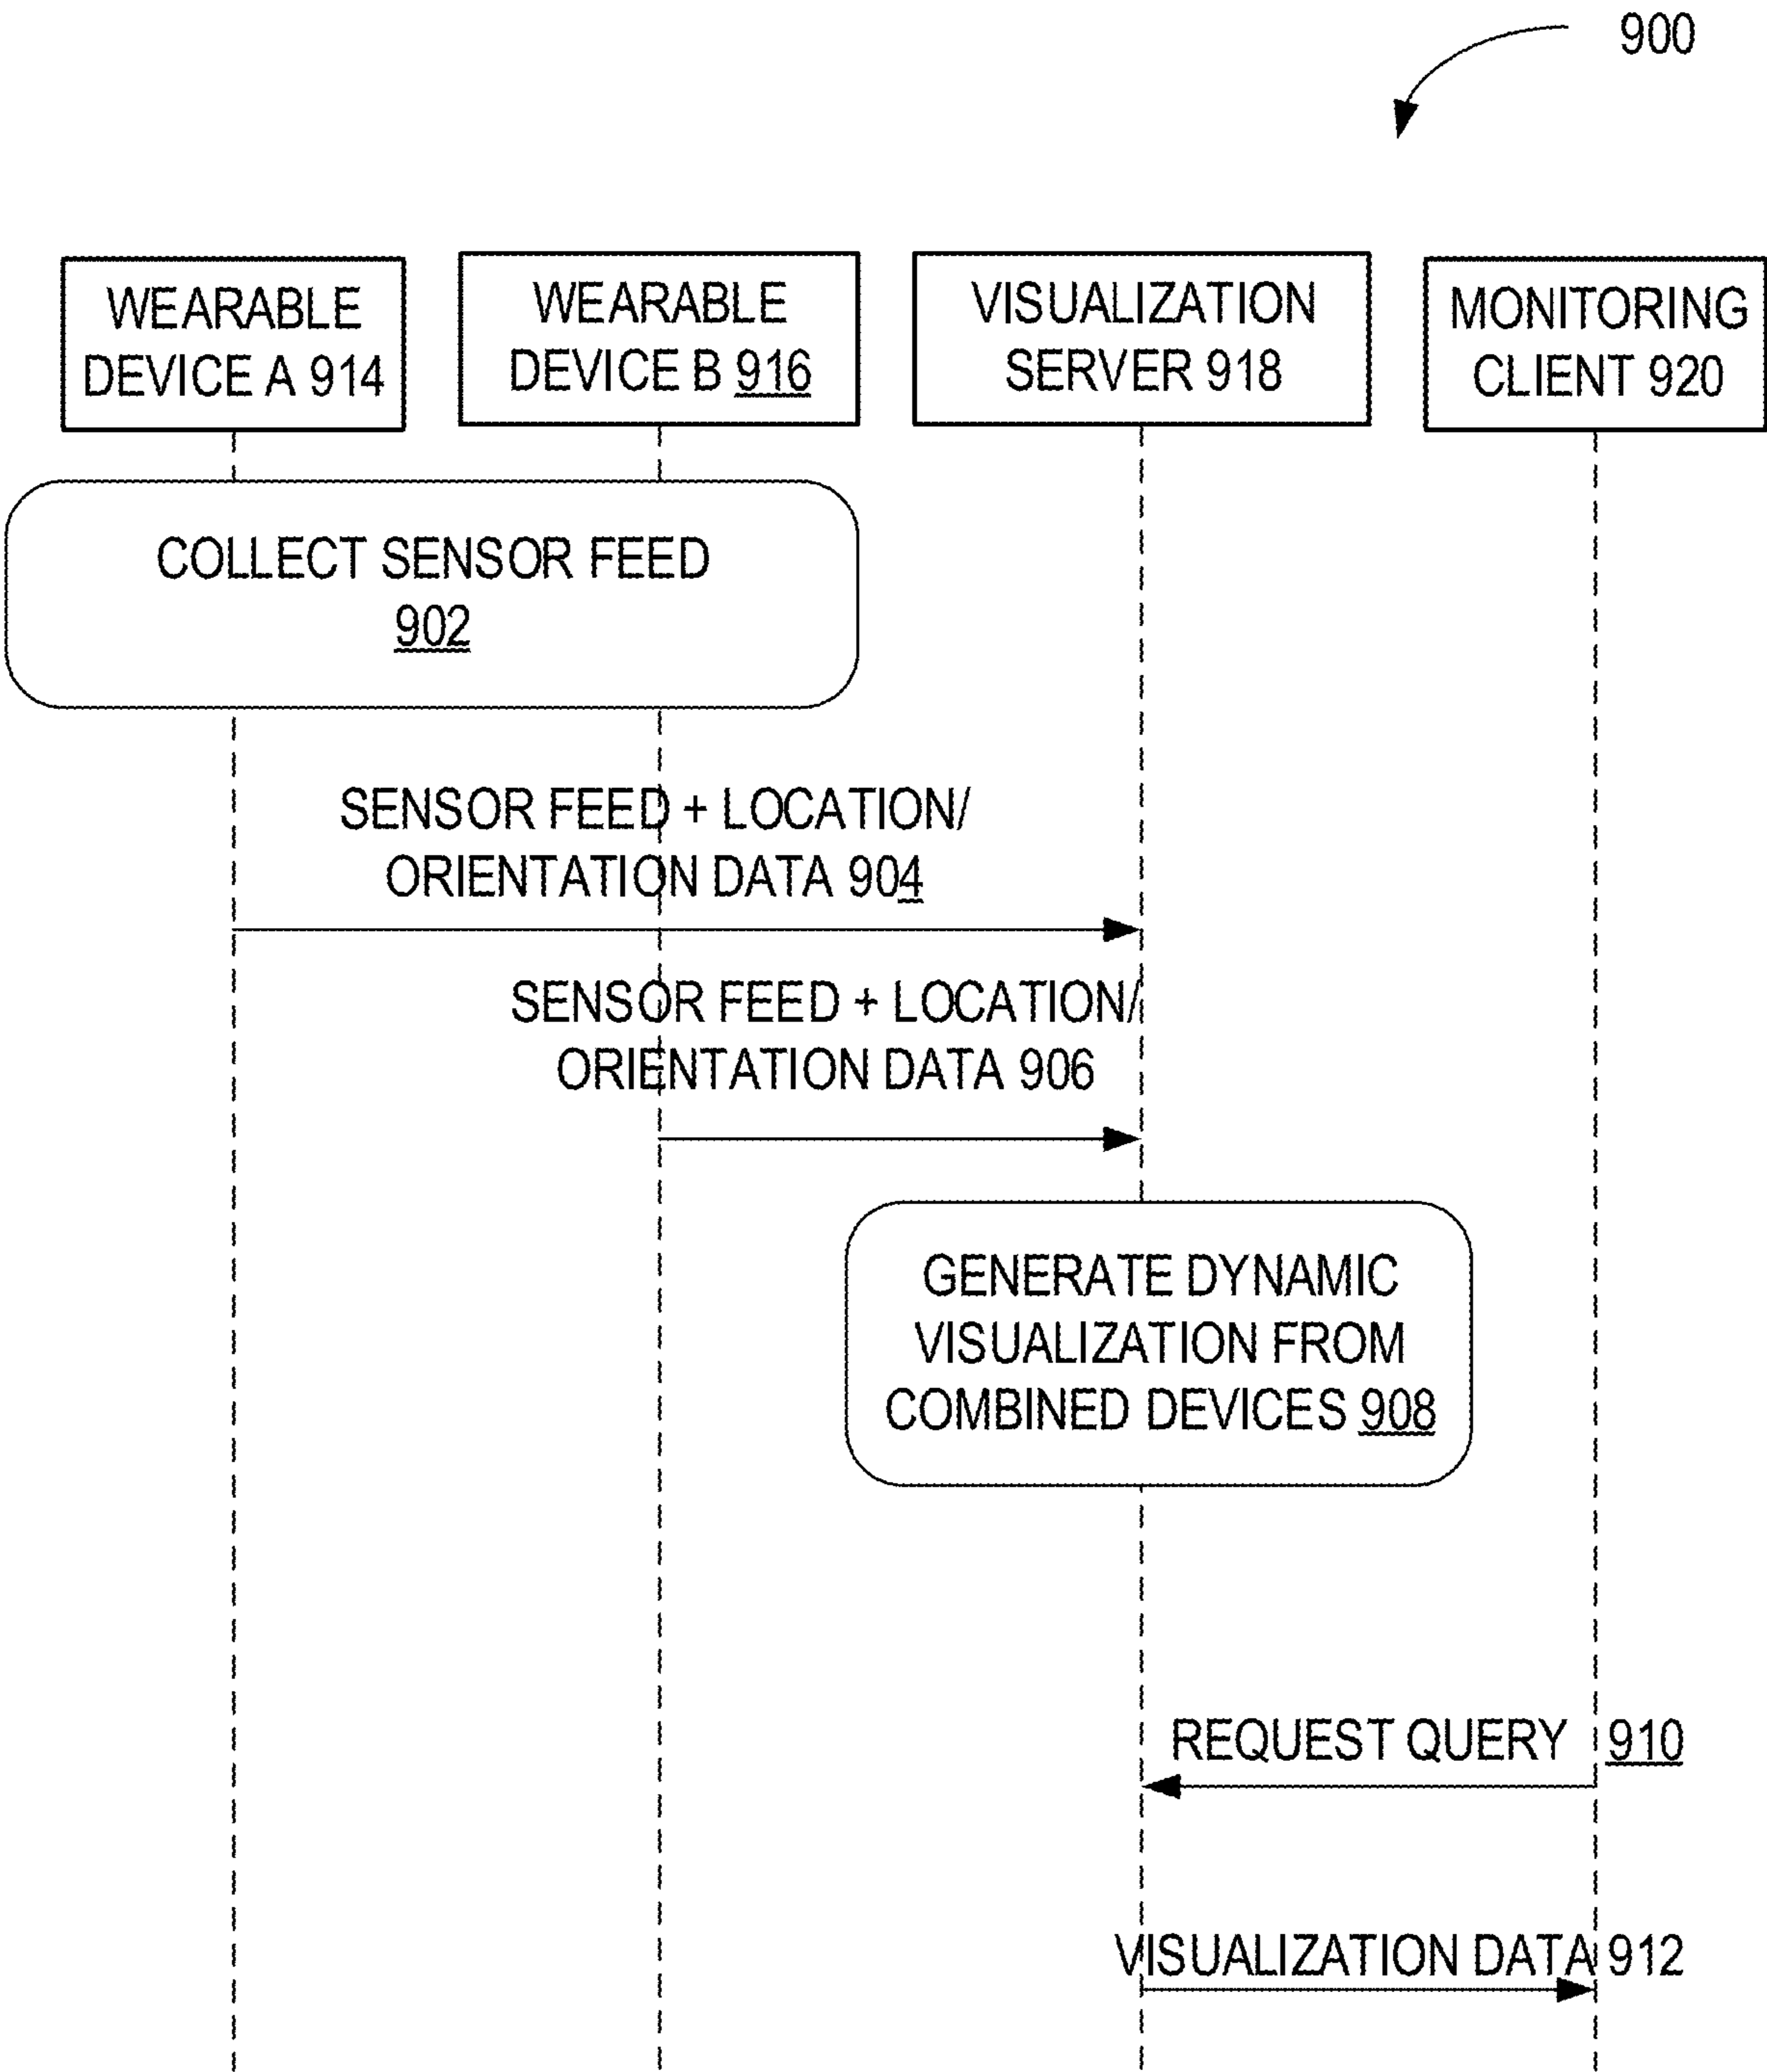 900
WEARABLE
DEVICE A 914
WEARABLE
DEVICE B 916
VISUALIZATION
SERVER 918
MONITORING
CLIENT 920
COLLECT SENSOR FEED
902
SENSOR FEED + LOCATION/
ORIENTATION DATA 904
SENSOR FEED + LOCATION/
ORIENTATION DATA 906
GENERATE DYNAMIC
VISUALIZATION FROM
COMBINED DEVICES 908
REQUEST QUERY 910
VISUALIZATION DATA 912